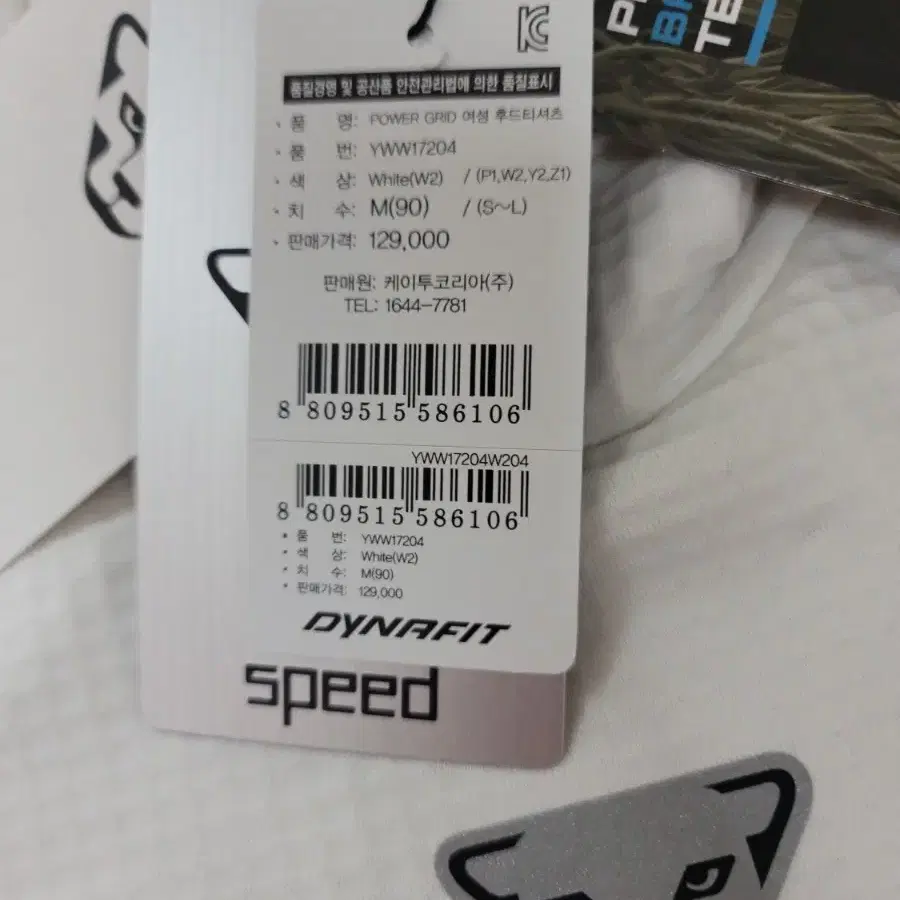 품질경영 및 공산품 안전관리법에 의한 품질표시
· 품 명: POWER GRID 여성 후드티셔츠
· 품 번: YWW17204
· 색 상: White(W2) / (P1,W2,Y2,Z1)
· 치 수: M(90) / (S~L)
· 판매가격: 129,000
판매원: 케이투코리아(주)
TEL: 1644-7781
8 809515 586106
YWW17204W204
8 809515 586106
* 품 번: YWW17204
* 색 상: White(W2)
* 치 수: M(90)
* 판매가격: 129,000
DYNAFIT
speed